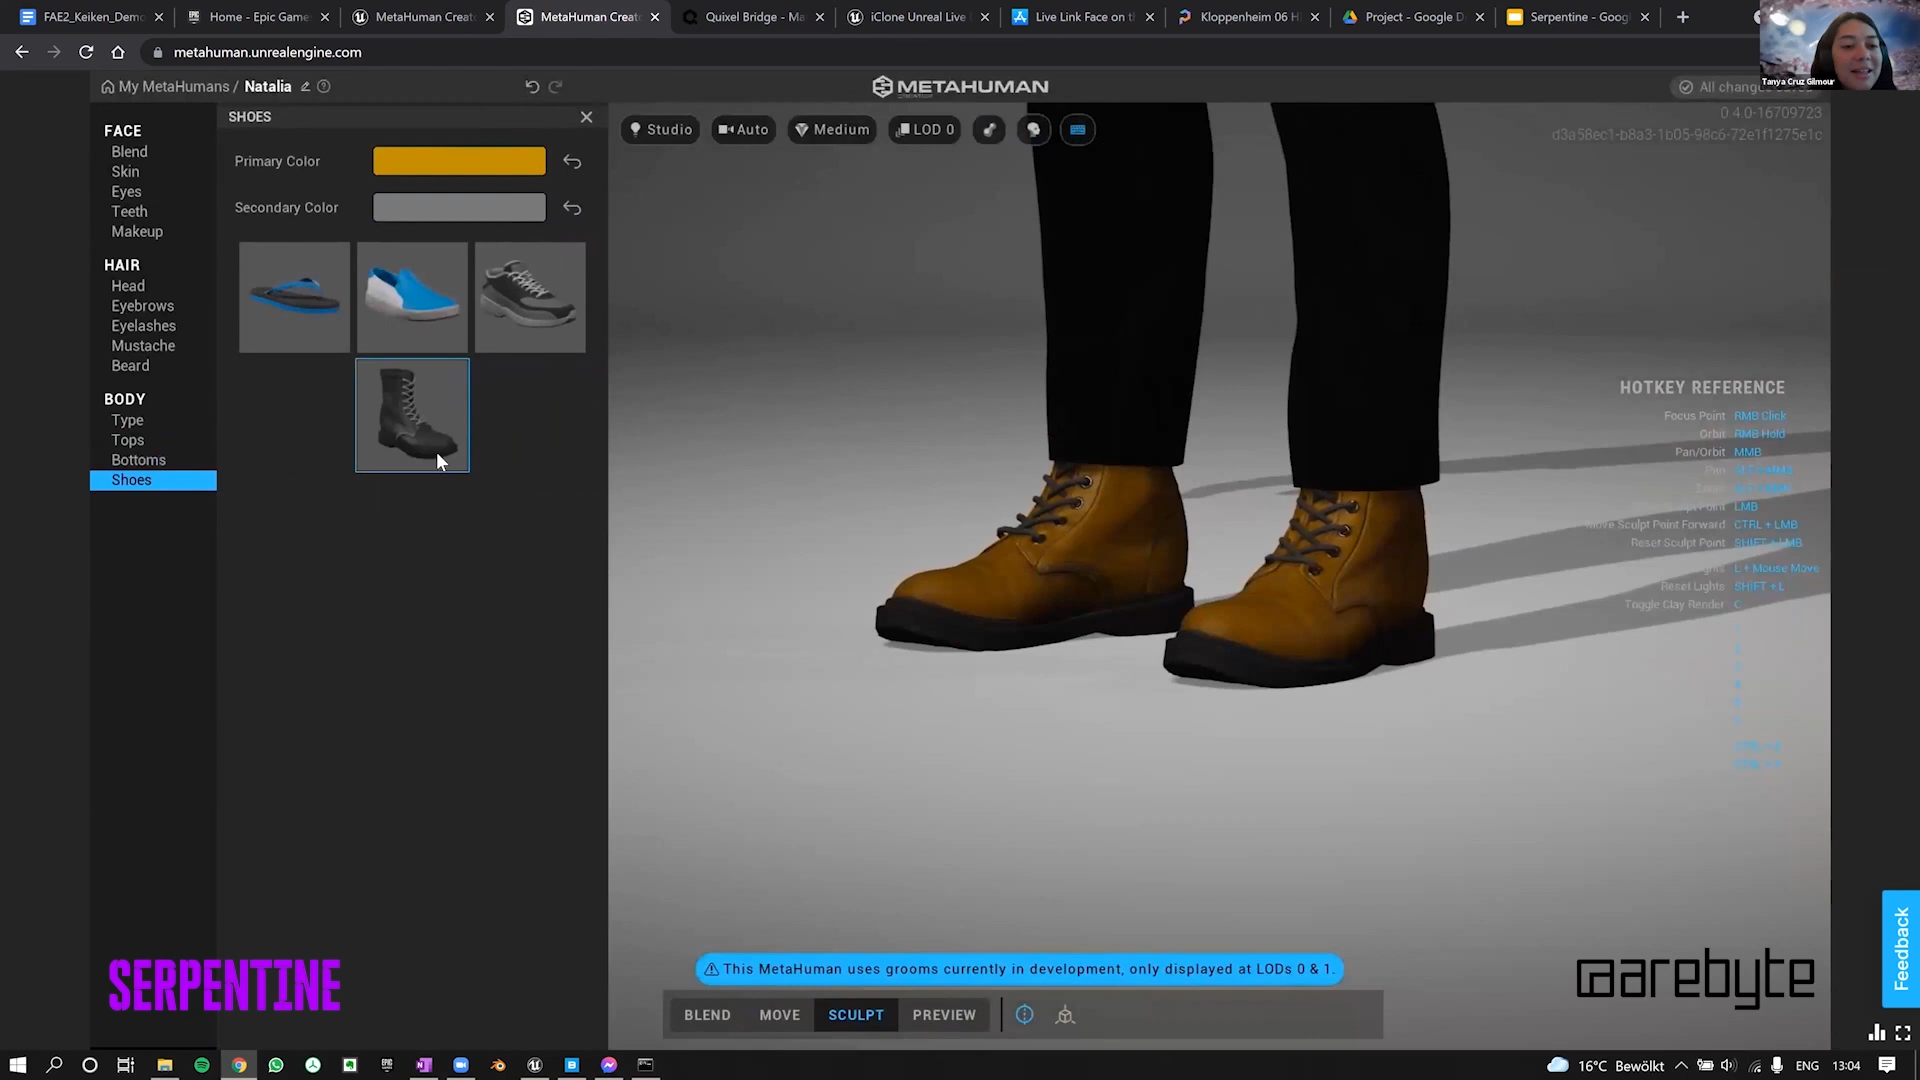 FAE2_Keiken_Demo
Home - Epic Game
MetaHuman Creato
MetaHuman Create
Quixel Bridge - Ma
iClone Unreal Live
Live Link Face on th
Kloppenheim 06 H
Project - Google D
Serpentine - Goog
metahuman.unrealengine.com
Tanya Cruz Gilmour
My MetaHumans / Natalia
METAHUMAN
All chang
0.4.0-16709723
d3a58ec1-b8a3-1b05-98c6-72e1f1275e1c
FACE
Blend
Skin
Eyes
Teeth
Makeup
HAIR
Head
Eyebrows
Eyelashes
Mustache
Beard
BODY
Type
Tops
Bottoms
Shoes
SHOES
Primary Color
Secondary Color
Studio
Auto
Medium
LOD 0
HOTKEY REFERENCE
Focus Point RMB Click
Orbit RMB Hold
Pan/Orbit MMB
Pan
LMB
Move Sculpt Point Forward CTRL + LMB
Reset Sculpt Point SHIFT + LMB
L + Mouse Move
Reset Lights SHIFT + L
Toggle Clay Render C
This MetaHuman uses grooms currently in development, only displayed at LODs 0 & 1.
BLEND
MOVE
SCULPT
PREVIEW
SERPENTINE
arebyte
Feedback
16°C Bewölkt
ENG
13:04